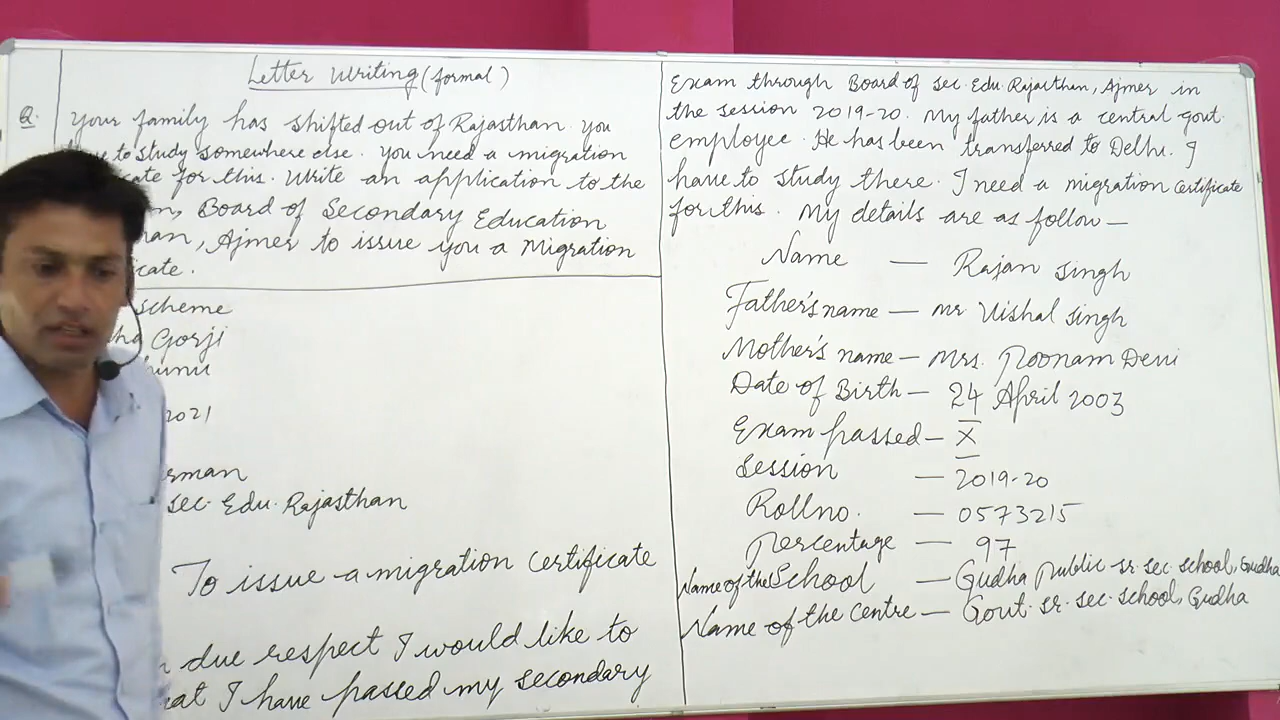 Letter Writing (formal)
Q. Your family has shifted out of Rajasthan. You
to study somewhere else. You need a migration
for this. Write an application to the
Board of Secondary Education
Ajmer to issue you a Migration
scheme
Gorji
2021
Sec. Edu. Rajasthan
To issue a migration certificate
due respect I would like to
I have passed my secondary
Exam through Board of Sec. Edu. Rajasthan, Ajmer in
the session 2019-20. My father is a central govt.
employee. He has been transferred to Delhi. I
have to study there. I need a migration certificate
for this. My details are as follow—
Name — Rajan Singh
Father's name — Mr Vishal Singh
Mother's name — Mrs. Poonam Devi
Date of Birth — 24 April 2003
Exam passed — X
Session — 2019-20
Roll no. — 0573215
Percentage — 97
Name of the School — Gudha Public Sr. Sec. School, Gudha
Name of the centre — Govt. Sr. Sec. School, Gudha